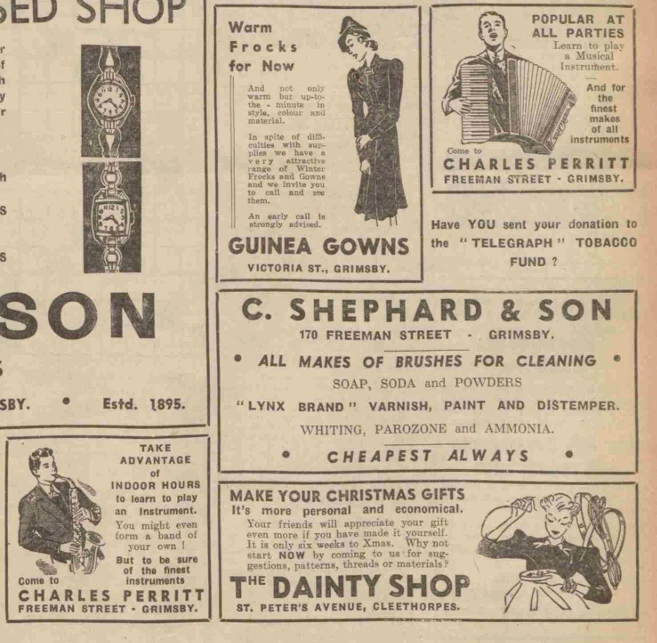 SED SHOP
SON
SBY. • Estd. 1895.
Warm
Frocks
for Now
And not only
warm but up-to-
the - minute in
style, colour and
material.
In spite of diffi-
culties with sup-
plies we have a
very attractive
range of Winter
Frocks and Gowns
and we invite you
to call and see
them.
An early call is
strongly advised.
GUINEA GOWNS
VICTORIA ST., GRIMSBY.
POPULAR AT
ALL PARTIES
Learn to play
a Musical
Instrument.
And for
the
finest
makes
of all
instruments
Come to
CHARLES PERRITT
FREEMAN STREET - GRIMSBY.
Have YOU sent your donation to
the "TELEGRAPH" TOBACCO
FUND ?
C. SHEPHARD & SON
170 FREEMAN STREET - GRIMSBY.
• ALL MAKES OF BRUSHES FOR CLEANING •
SOAP, SODA and POWDERS
"LYNX BRAND" VARNISH, PAINT AND DISTEMPER.
WHITING, PAROZONE and AMMONIA.
• CHEAPEST ALWAYS •
TAKE
ADVANTAGE
of
INDOOR HOURS
to learn to play
an Instrument.
You might even
form a band of
your own !
But to be sure
of the finest
instruments
Come to
CHARLES PERRITT
FREEMAN STREET - GRIMSBY.
MAKE YOUR CHRISTMAS GIFTS
It's more personal and economical.
Your friends will appreciate your gift
even more if you have made it yourself.
It is only six weeks to Xmas. Why not
start NOW by coming to us for sug-
gestions, patterns, threads or materials?
THE DAINTY SHOP
ST. PETER'S AVENUE, CLEETHORPES.